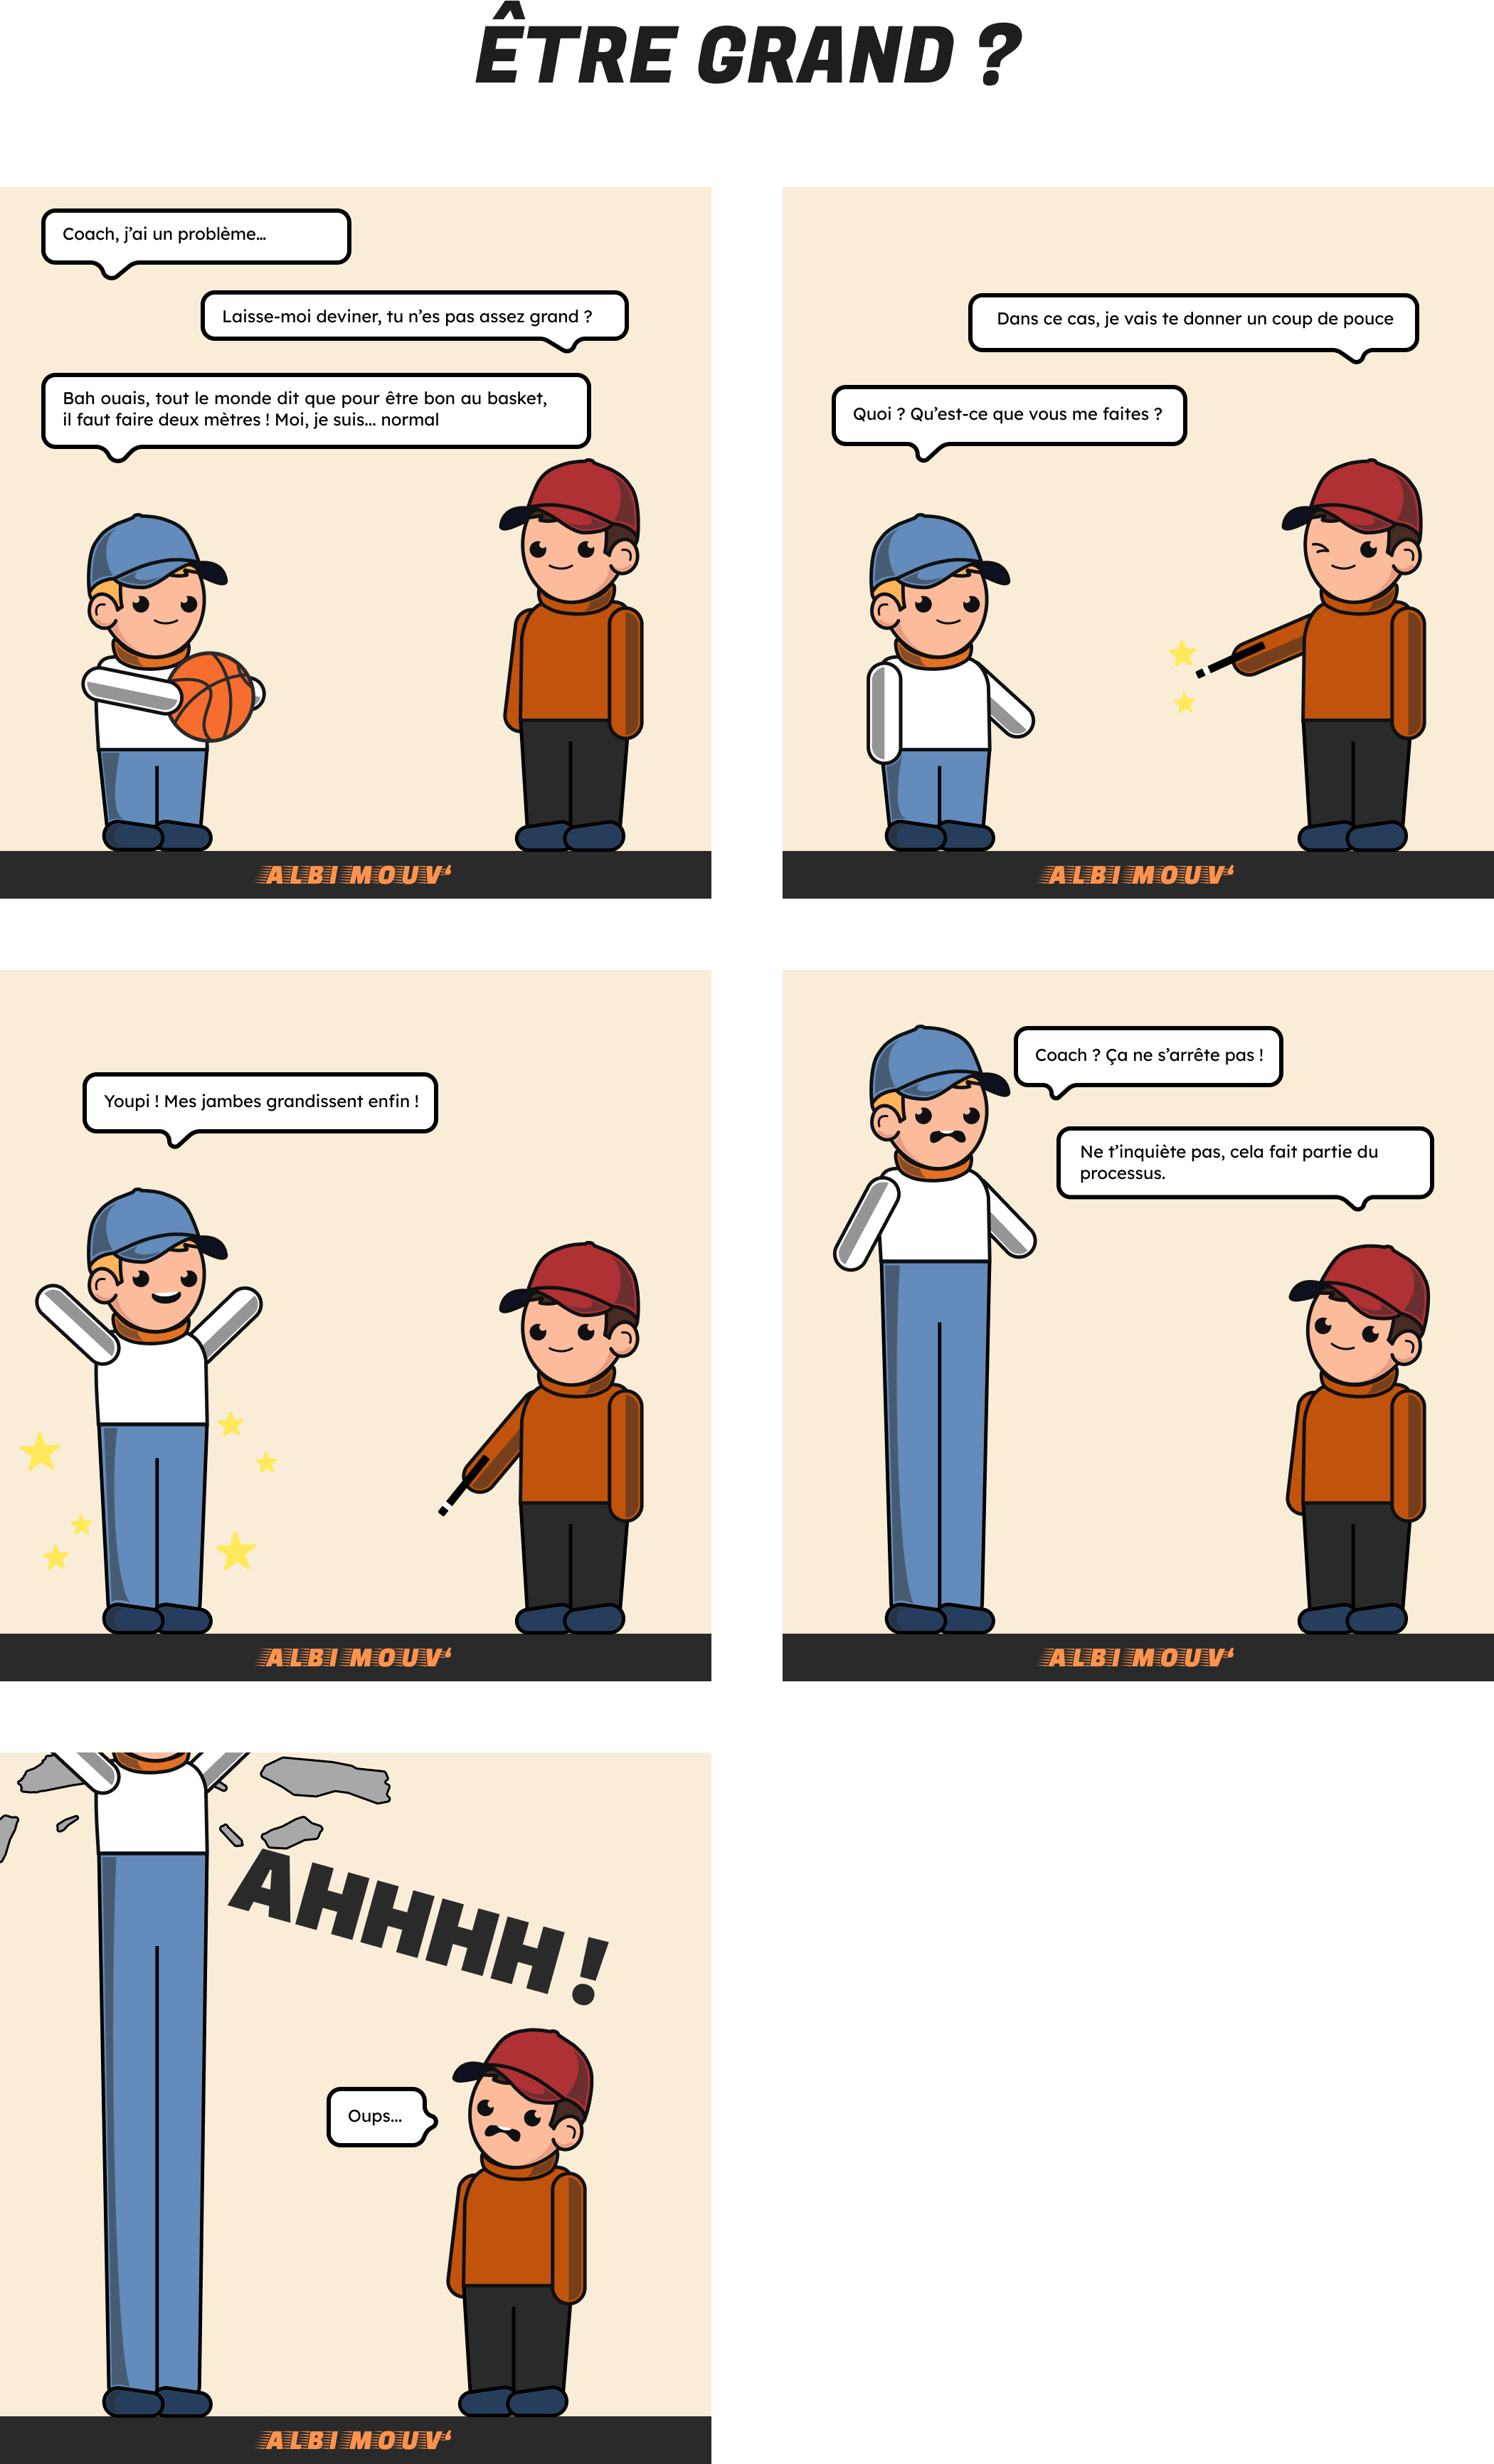 ÊTRE GRAND ?
Coach, j’ai un problème...
Laisse-moi deviner, tu n’es pas assez grand ?
Bah ouais, tout le monde dit que pour être bon au basket,
il faut faire deux mètres ! Moi, je suis... normal
ALBI MOUV'
Dans ce cas, je vais te donner un coup de pouce
Quoi ? Qu’est-ce que vous me faites ?
ALBI MOUV'
Youpi ! Mes jambes grandissent enfin !
ALBI MOUV'
Coach ? Ça ne s’arrête pas !
Ne t’inquiète pas, cela fait partie du
processus.
ALBI MOUV'
AHHHH !
Oups...
ALBI MOUV'